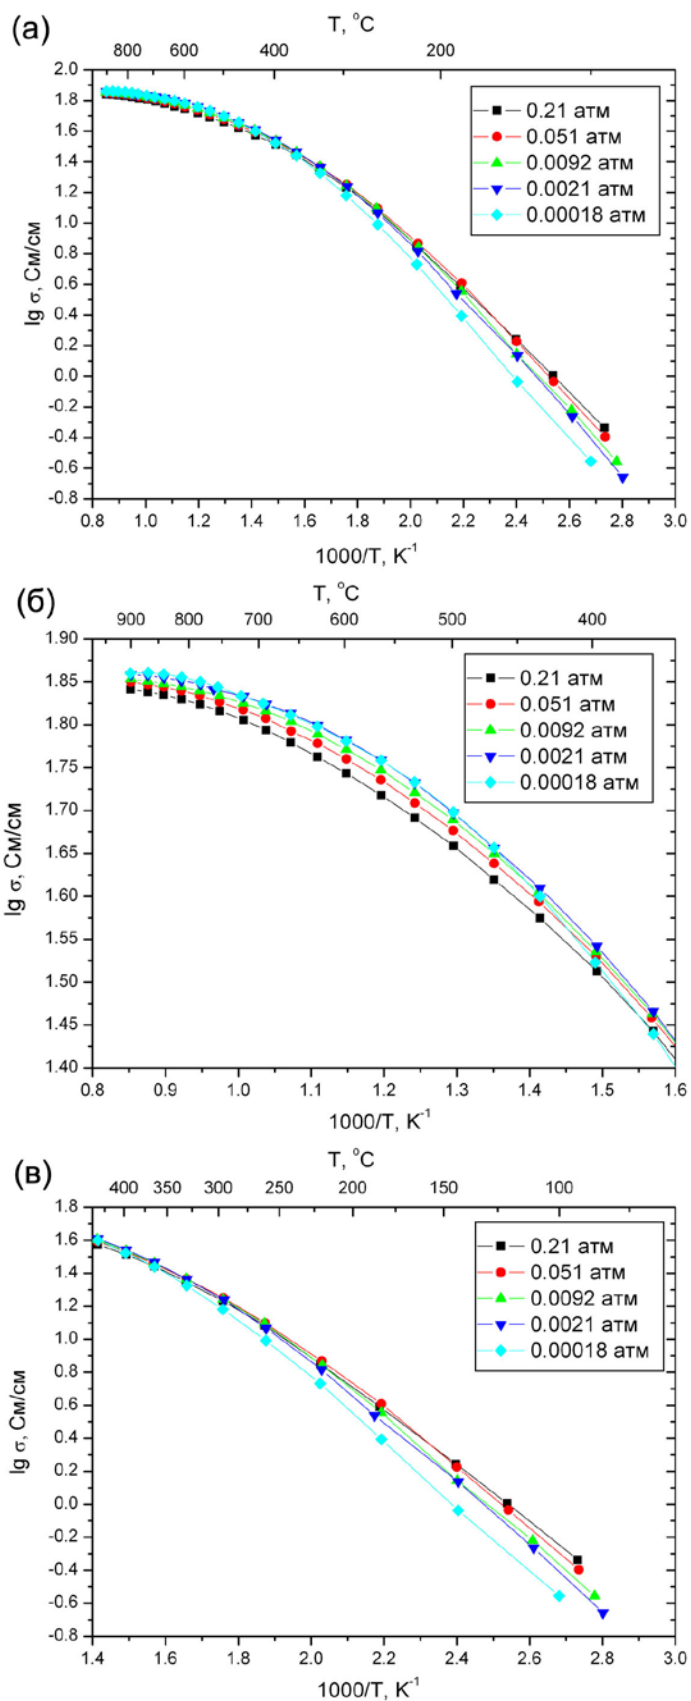 (а)
T, °C
800 600 400 200
2.0
1.8
1.6
1.4
1.2
1.0
0.8
0.6
0.4
0.2
0.0
-0.2
-0.4
-0.6
-0.8
lg σ, См/см
0.21 атм
0.051 атм
0.0092 атм
0.0021 атм
0.00018 атм
0.8 1.0 1.2 1.4 1.6 1.8 2.0 2.2 2.4 2.6 2.8 3.0
1000/T, K⁻¹
(б)
T, °C
900 800 700 600 500 400
1.90
1.85
1.80
1.75
1.70
1.65
1.60
1.55
1.50
1.45
1.40
lg σ, См/см
0.21 атм
0.051 атм
0.0092 атм
0.0021 атм
0.00018 атм
0.8 0.9 1.0 1.1 1.2 1.3 1.4 1.5 1.6
1000/T, K⁻¹
(в)
T, °C
400 350 300 250 200 150 100
1.8
1.6
1.4
1.2
1.0
0.8
0.6
0.4
0.2
0.0
-0.2
-0.4
-0.6
-0.8
lg σ, См/см
0.21 атм
0.051 атм
0.0092 атм
0.0021 атм
0.00018 атм
1.4 1.6 1.8 2.0 2.2 2.4 2.6 2.8 3.0
1000/T, K⁻¹